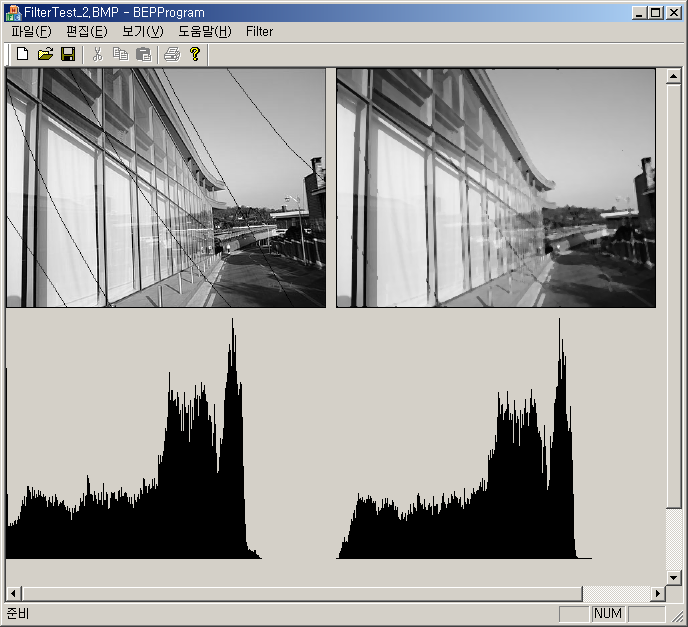 FilterTest_2.BMP - BEPProgram
파일(F) 편집(E) 보기(V) 도움말(H) Filter
준비 NUM